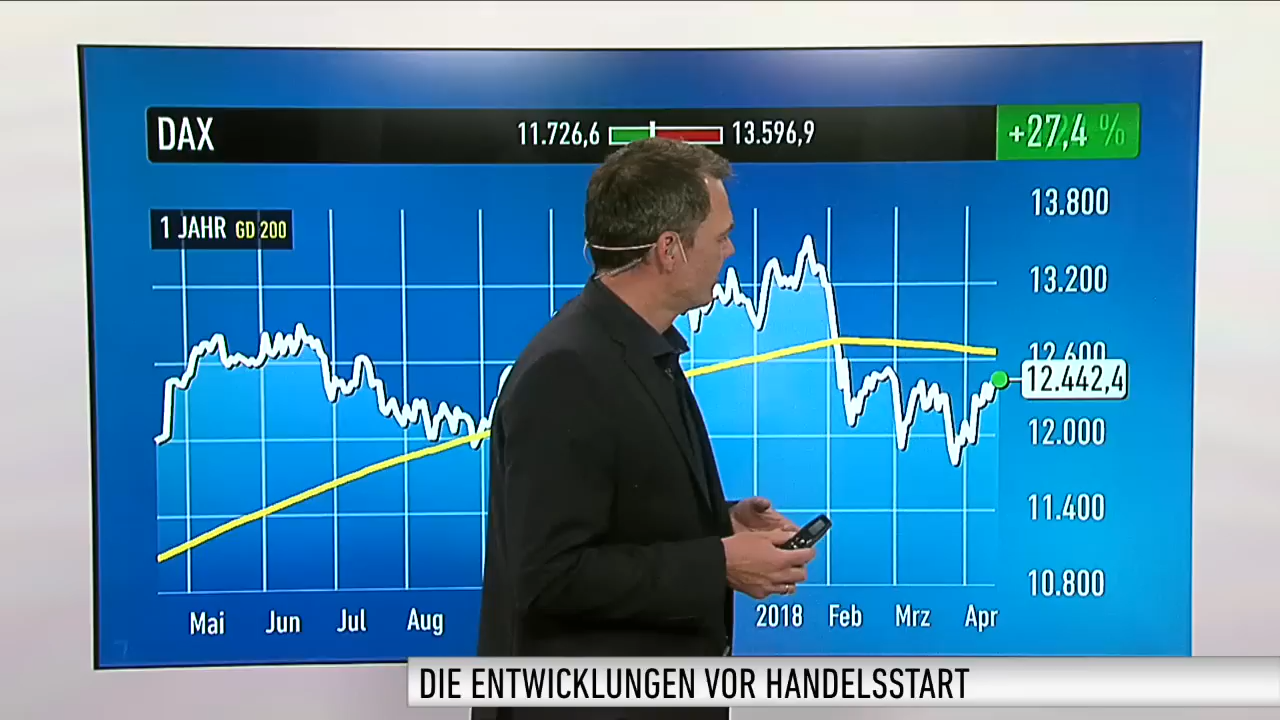 DAX 11.726,6 13.596,9 +27,4 %
1 JAHR GD 200
13.800
13.200
12.600
12.442,4
12.000
11.400
10.800
Mai Jun Jul Aug 2018 Feb Mrz Apr
DIE ENTWICKLUNGEN VOR HANDELSSTART